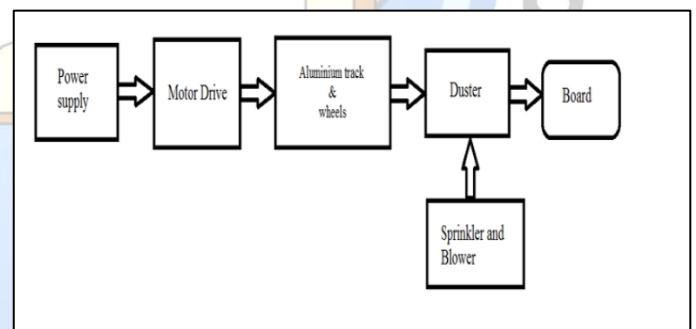 Power
supply
Motor Drive
Aluminium track
&
wheels
Duster
Board
Sprinkler and
Blower